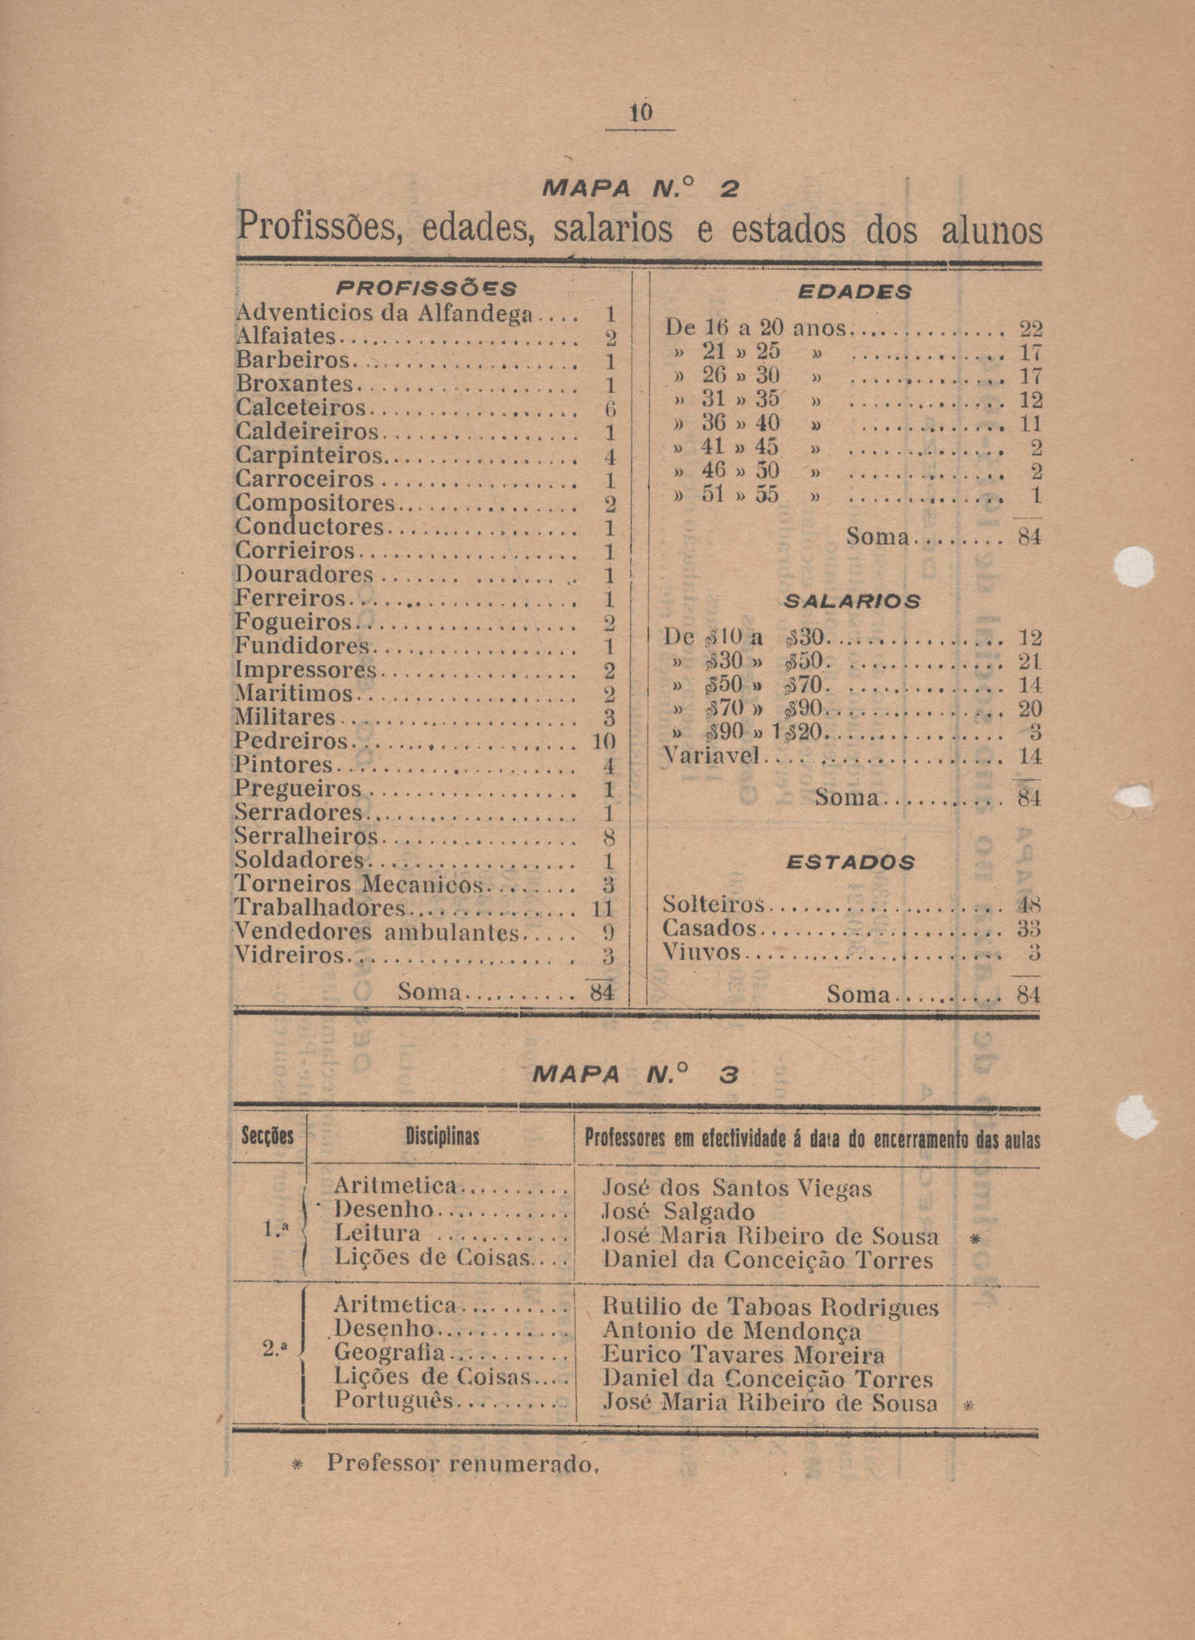 10
MAPA N.º 2
Profissões, edades, salarios e estados dos alunos
PROFISSÕES
Adventicios da Alfandega.... 1
Alfaiates.................... 2
Barbeiros................... 1
Broxantes................... 1
Calceteiros.................. 6
Caldeireiros................. 1
Carpinteiros................. 4
Carroceiros................. 1
Compositores................ 2
Conductores................. 1
Corrieiros................... 1
Douradores................. 1
Ferreiros.................... 1
Fogueiros................... 2
Fundidores.................. 1
Impressores................. 2
Maritimos................... 2
Militares.................... 3
Pedreiros................... 10
Pintores..................... 4
Pregueiros.................. 1
Serradores.................. 1
Serralheiros................. 8
Soldadores.................. 1
Torneiros Mecanicos........ 3
Trabalhadores............... 11
Vendedores ambulantes..... 9
Vidreiros.................... 3
Soma.......... 84
EDADES
De 16 a 20 anos.............. 22
» 21 » 25 » .............. 17
» 26 » 30 » .............. 17
» 31 » 35 » .............. 12
» 36 » 40 » ............. 11
» 41 » 45 » .............. 2
» 46 » 50 » .............. 2
» 51 » 55 » .............. 1
Soma........ 84
SALARIOS
De $10 a $30................ 12
» $30 » $50. .............. 21
» $50 » $70. .............. 14
» $70 » $90................ 20
» $90 » 1$20................ 3
Variavel.... ................ 14
Soma........... 84
ESTADOS
Solteiros.................... 48
Casados..................... 33
Viuvos...................... 3
Soma.......... 84
MAPA N.º 3
Secções Disciplinas Professores em efectividade á data do encerramento das aulas
1.ª
Aritmetica.......... José dos Santos Viegas
Desenho............ José Salgado
Leitura ............ José Maria Ribeiro de Sousa *
Lições de Coisas.... Daniel da Conceição Torres
2.ª
Aritmetica.......... Rutilio de Taboas Rodrigues
Desenho............ Antonio de Mendonça
Geografia........... Eurico Tavares Moreira
Lições de Coisas.... Daniel da Conceição Torres
Português.......... José Maria Ribeiro de Sousa *
* Professor renumerado.